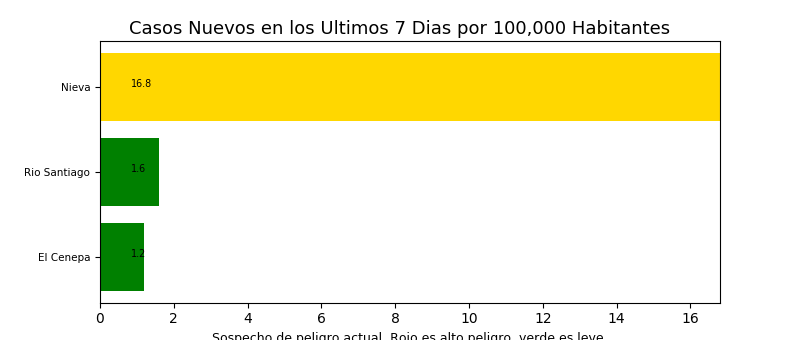 Casos Nuevos en los Ultimos 7 Dias por 100,000 Habitantes
Nieva
16.8
Rio Santiago
1.6
El Cenepa
1.2
0 2 4 6 8 10 12 14 16
Sospecho de peligro actual. Rojo es alto peligro, verde es leve